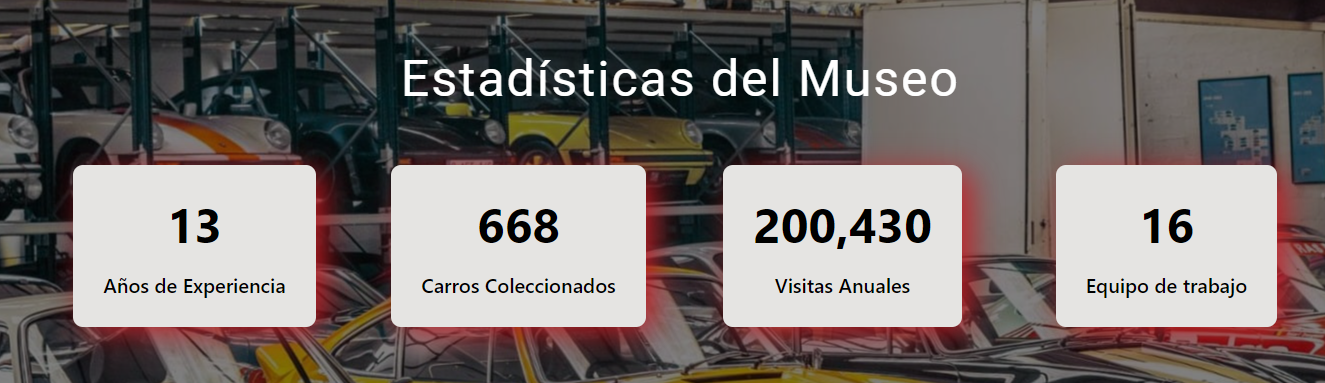 Estadísticas del Museo
13
Años de Experiencia
668
Carros Coleccionados
200,430
Visitas Anuales
16
Equipo de trabajo